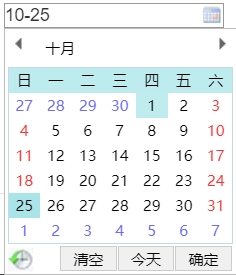 10-25
十月
日 一 二 三 四 五 六
27 28 29 30 1 2 3
4 5 6 7 8 9 10
11 12 13 14 15 16 17
18 19 20 21 22 23 24
25 26 27 28 29 30 31
1 2 3 4 5 6 7
清空 今天 确定